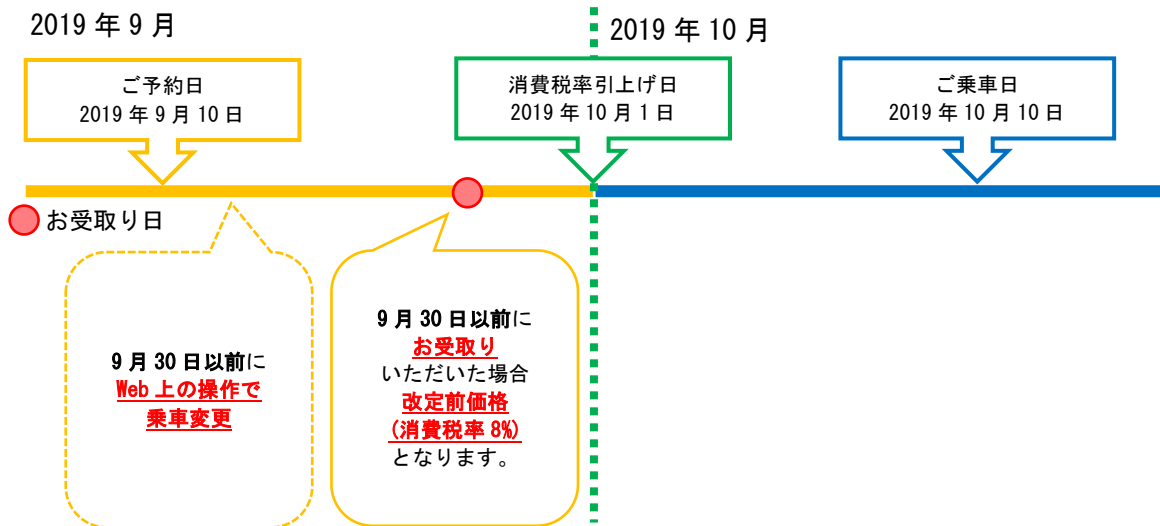 2019 年 9 月
2019 年 10 月
ご予約日
2019 年 9 月 10 日
消費税率引上げ日
2019 年 10 月 1 日
ご乗車日
2019 年 10 月 10 日
お受取り日
9 月 30 日以前に
Web 上の操作で
乗車変更
9 月 30 日以前に
お受取り
いただいた場合
改定前価格
(消費税率 8%)
となります。